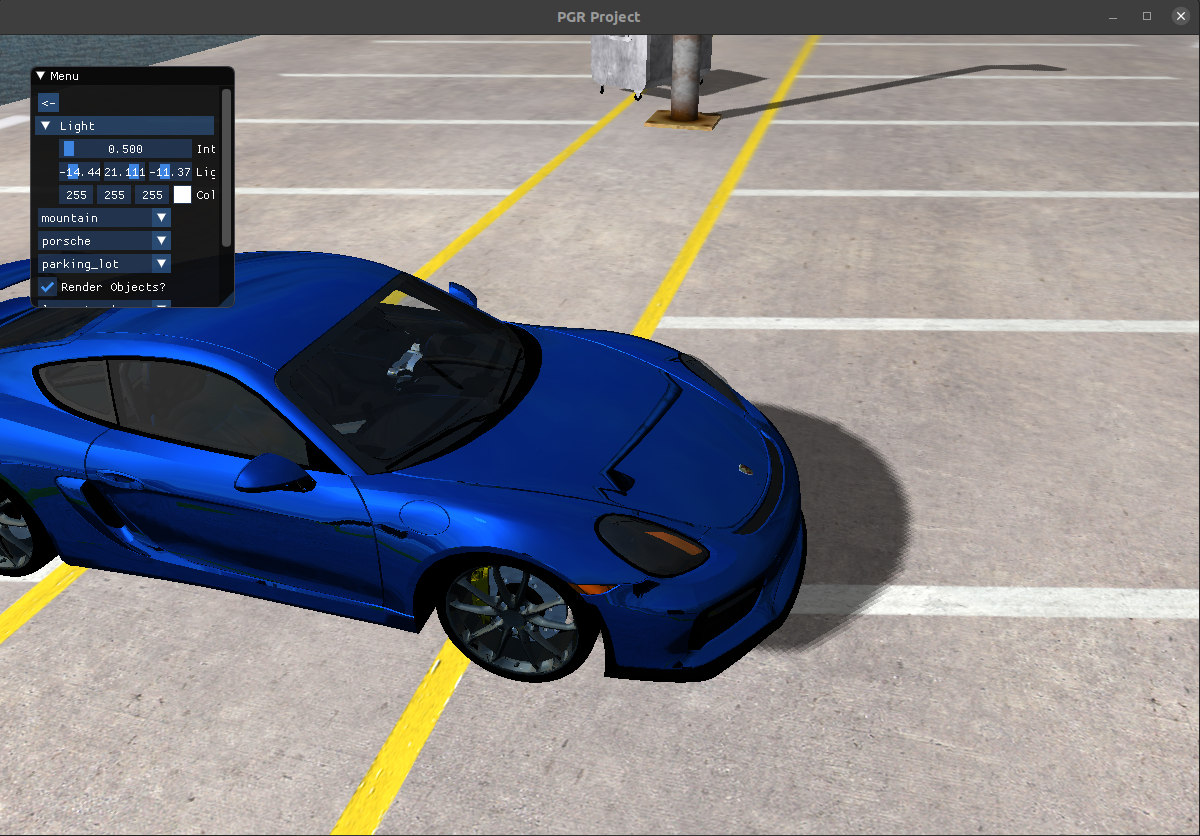 PGR Project
Menu
<-
Light
0.500 Int
-14.44 21.111 -11.37 Lig
255 255 255 Col
mountain
porsche
parking_lot
Render Objects?